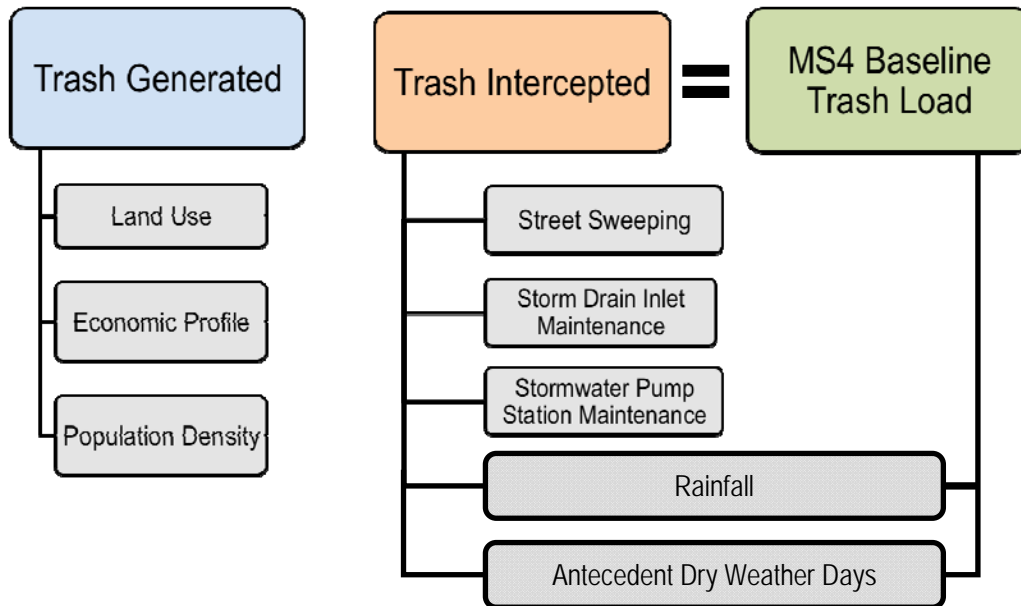 Trash Generated
Land Use
Economic Profile
Population Density
Trash Intercepted
=
MS4 Baseline
Trash Load
Street Sweeping
Storm Drain Inlet
Maintenance
Stormwater Pump
Station Maintenance
Rainfall
Antecedent Dry Weather Days